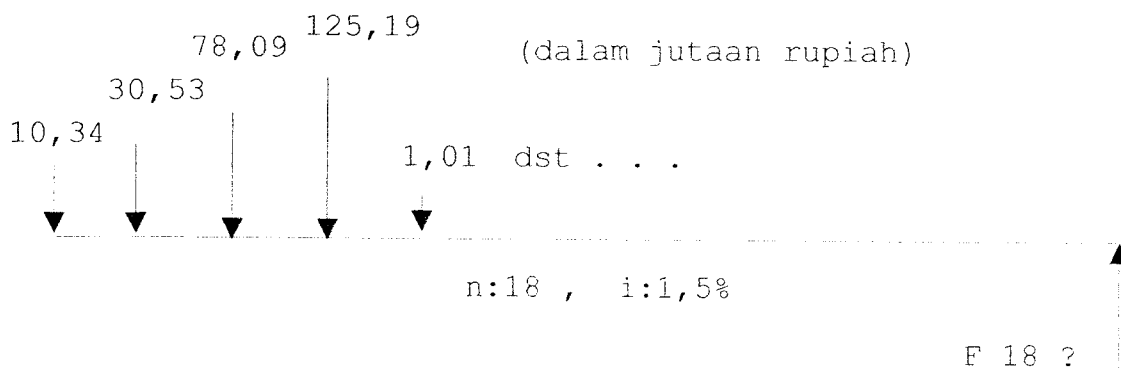 125,19
78,09
(dalam jutaan rupiah)
30,53
10,34
1,01 dst . . .
n:18 , i:1,5%
F 18 ?